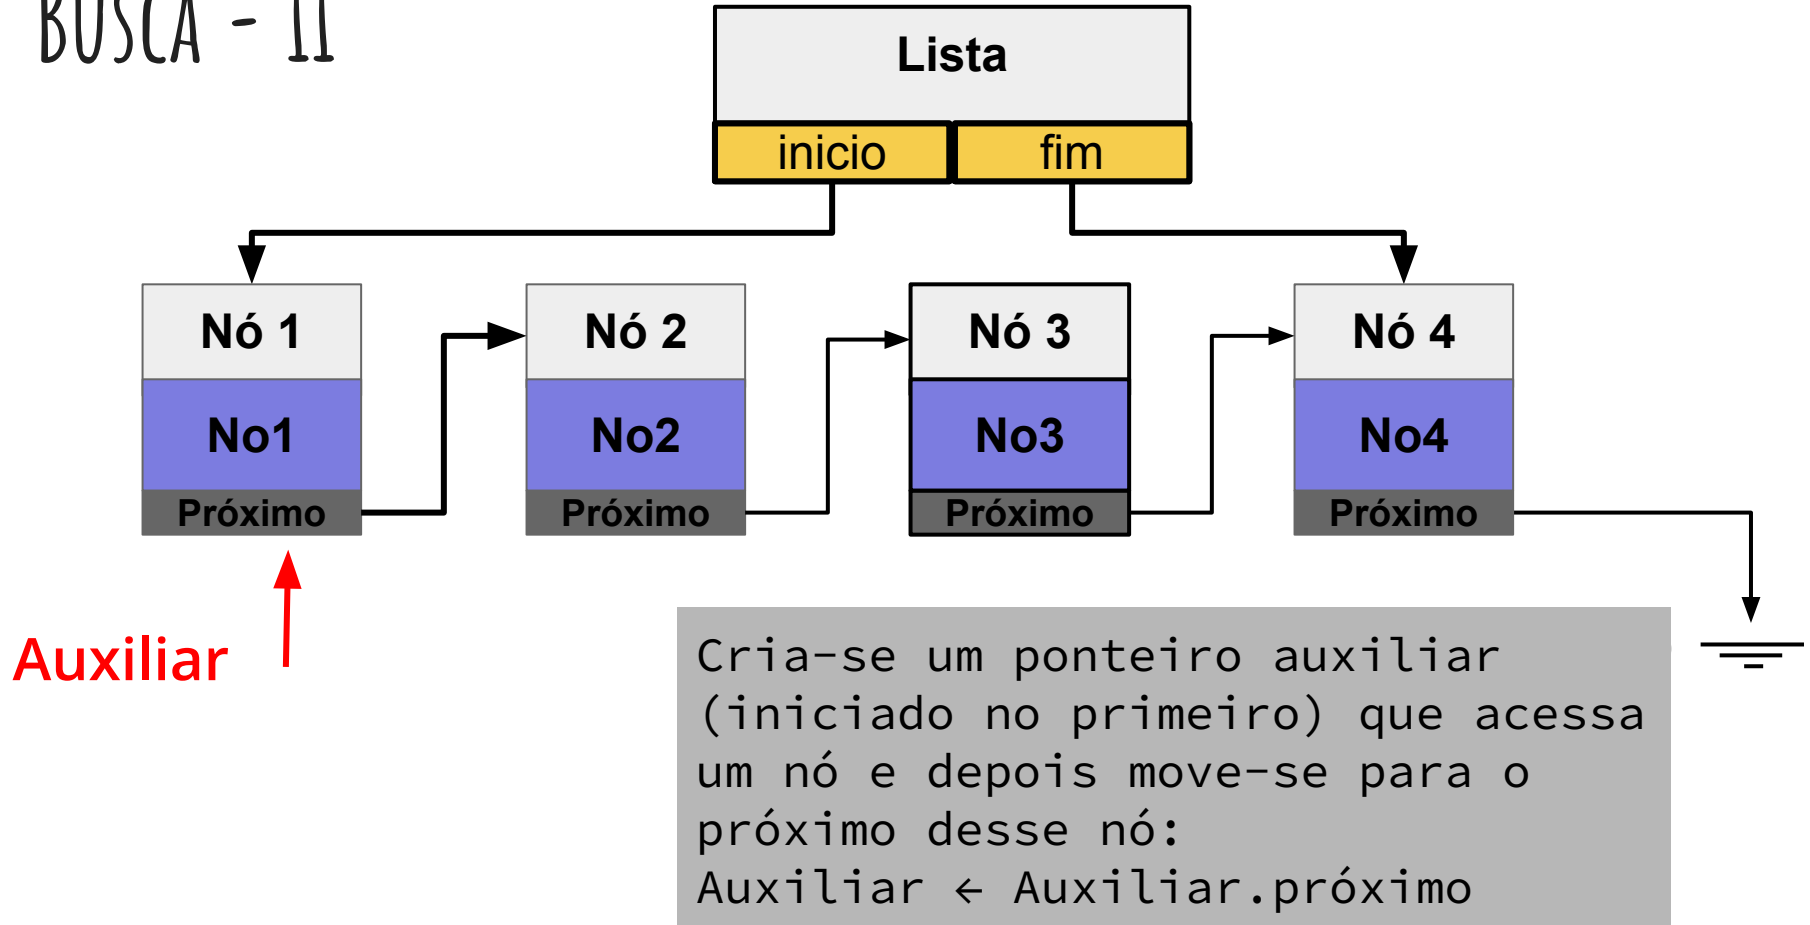 BUSCA - II
Lista
inicio fim
Nó 1 Nó 2 Nó 3 Nó 4
No1 No2 No3 No4
Próximo Próximo Próximo Próximo
Auxiliar
Cria-se um ponteiro auxiliar
(iniciado no primeiro) que acessa
um nó e depois move-se para o
próximo desse nó:
Auxiliar ← Auxiliar.próximo